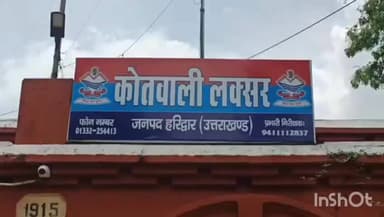 कोतवाली लक्सर
फोन नम्बर
01332-254413
जनपद हरिद्वार (उत्तराखण्ड)
प्रभारी निरीक्षक:
9411112837
1915
InShOt